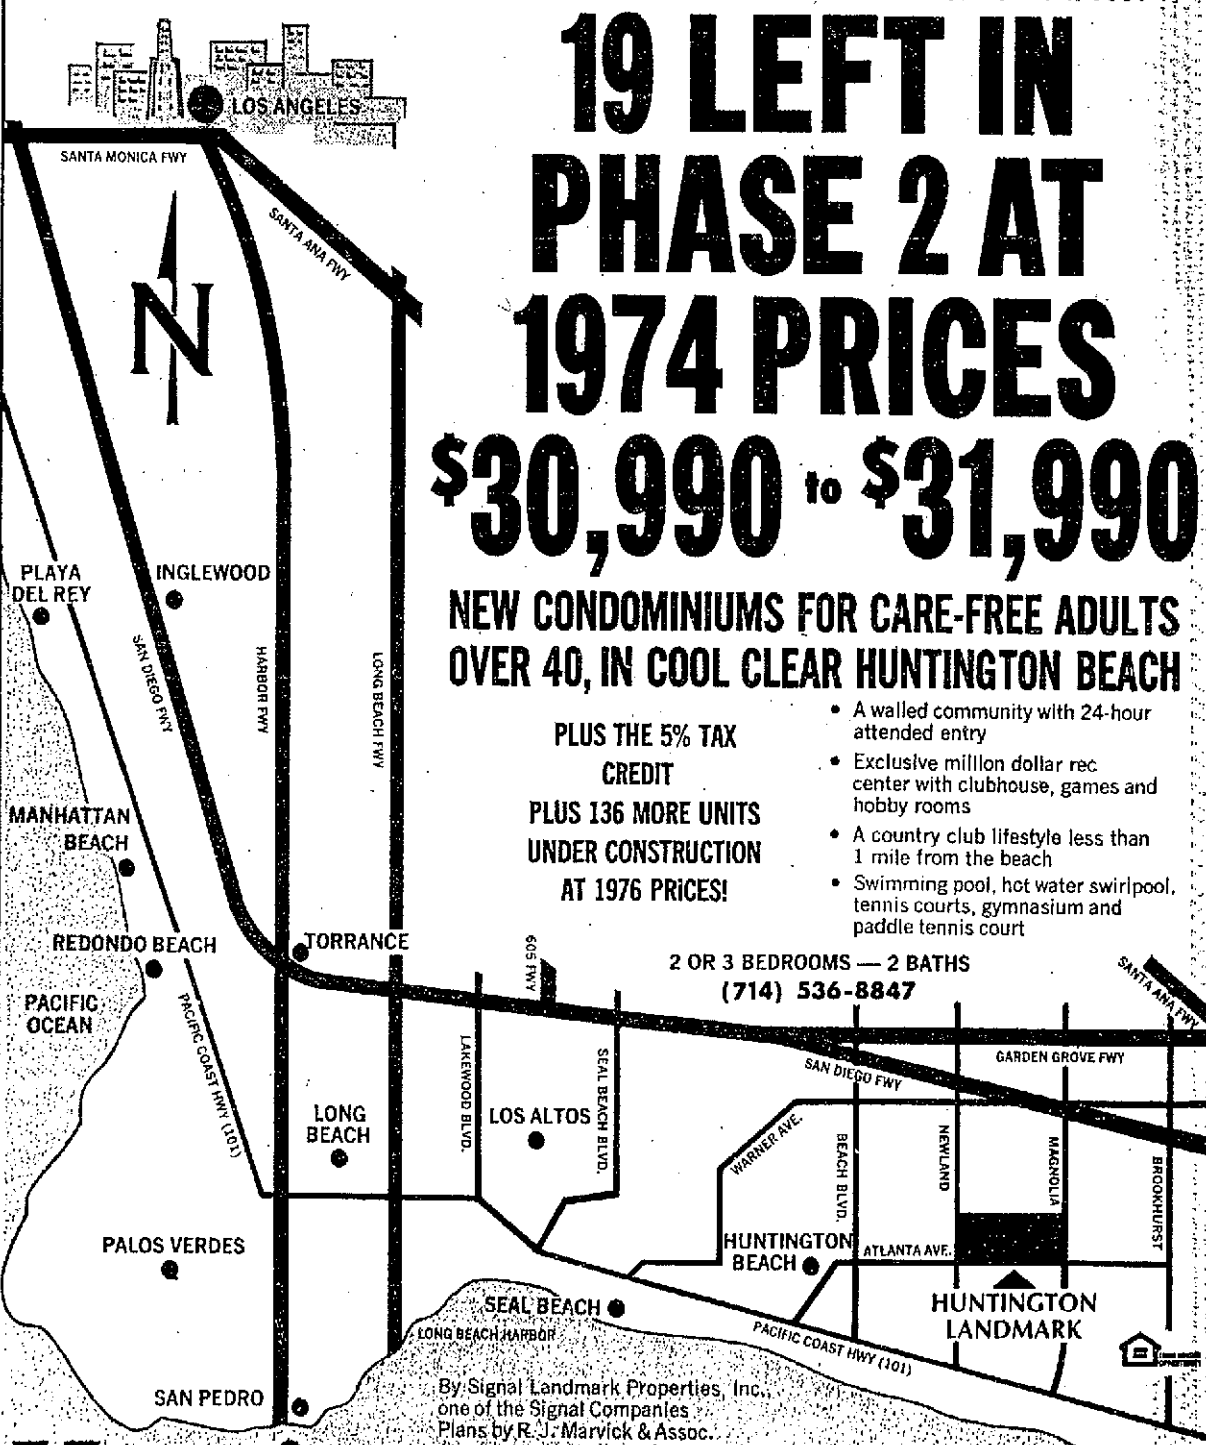 19 LEFT IN
PHASE 2 AT
1974 PRICES
$30,990 to $31,990
NEW CONDOMINIUMS FOR CARE-FREE ADULTS
OVER 40, IN COOL CLEAR HUNTINGTON BEACH
PLUS THE 5% TAX
CREDIT
PLUS 136 MORE UNITS
UNDER CONSTRUCTION
AT 1976 PRICES!
• A walled community with 24-hour
attended entry
• Exclusive million dollar rec
center with clubhouse, games and
hobby rooms
• A country club lifestyle less than
1 mile from the beach
• Swimming pool, hot water swirlpool,
tennis courts, gymnasium and
paddle tennis court
2 OR 3 BEDROOMS — 2 BATHS
(714) 536-8847
LOS ANGELES
SANTA MONICA FWY
SANTA ANA FWY
N
PLAYA
DEL REY
INGLEWOOD
SAN DIEGO FWY
HARBOR FWY
LONG BEACH FWY
MANHATTAN
BEACH
REDONDO BEACH
TORRANCE
605 FWY
SANTA ANA FWY
PACIFIC
OCEAN
PACIFIC COAST HWY (101)
LAKEWOOD BLVD.
SEAL BEACH BLVD.
GARDEN GROVE FWY
SAN DIEGO FWY
LONG
BEACH
LOS ALTOS
WARNER AVE.
BEACH BLVD.
NEWLAND
MAGNOLIA
BROOKHURST
PALOS VERDES
HUNTINGTON
BEACH
ATLANTA AVE.
SEAL BEACH
HUNTINGTON
LANDMARK
LONG BEACH HARBOR
PACIFIC COAST HWY (101)
SAN PEDRO
By Signal Landmark Properties, Inc.,
one of the Signal Companies
Plans by R. J. Marvick & Assoc.